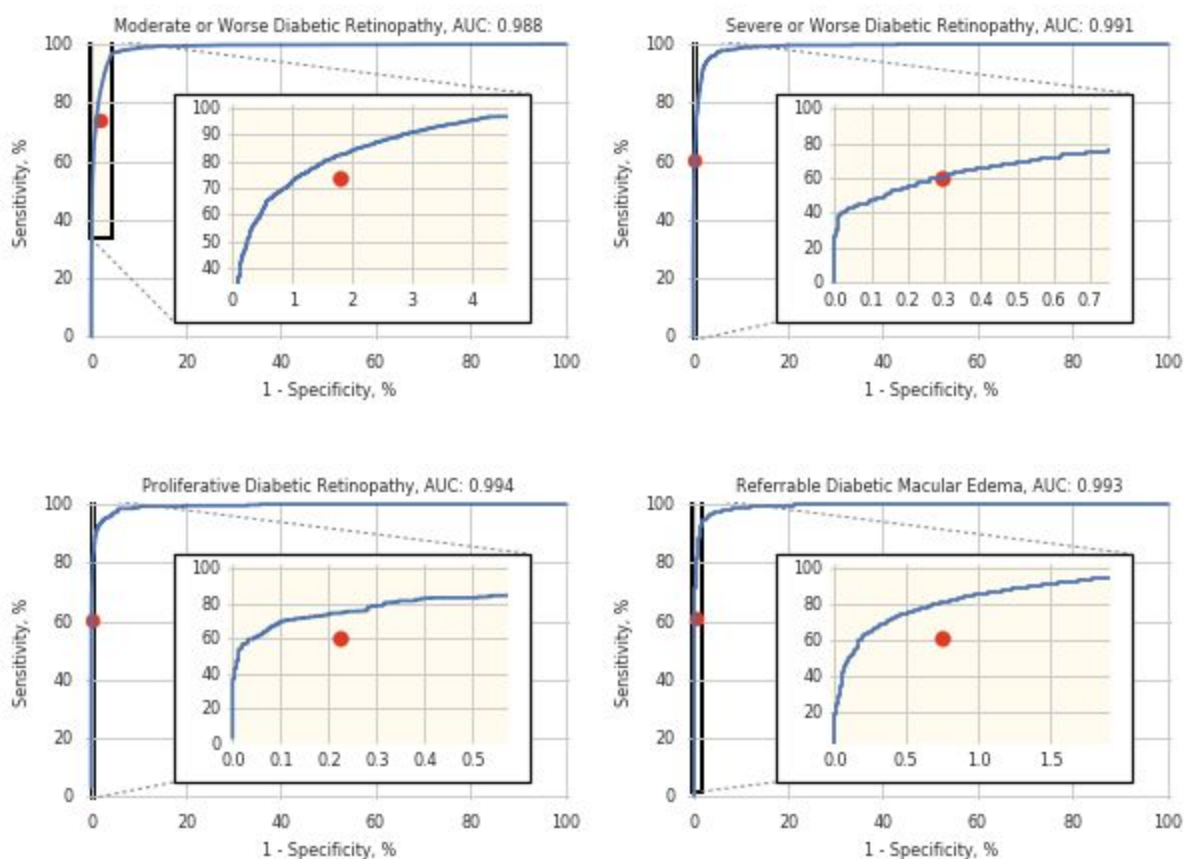 Moderate or Worse Diabetic Retinopathy, AUC: 0.988
Sensitivity, %
100
80
60
40
20
0
100
90
80
70
60
50
40
0 1 2 3 4
0 20 40 60 80 100
1 - Specificity, %
Severe or Worse Diabetic Retinopathy, AUC: 0.991
Sensitivity, %
100
80
60
40
20
0
100
80
60
40
20
0
0.0 0.1 0.2 0.3 0.4 0.5 0.6 0.7
0 20 40 60 80 100
1 - Specificity, %
Proliferative Diabetic Retinopathy, AUC: 0.994
Sensitivity, %
100
80
60
40
20
0
100
80
60
40
20
0
0.0 0.1 0.2 0.3 0.4 0.5
0 20 40 60 80 100
1 - Specificity, %
Referrable Diabetic Macular Edema, AUC: 0.993
Sensitivity, %
100
80
60
40
20
0
100
80
60
40
20
0.0 0.5 1.0 1.5
0 20 40 60 80 100
1 - Specificity, %